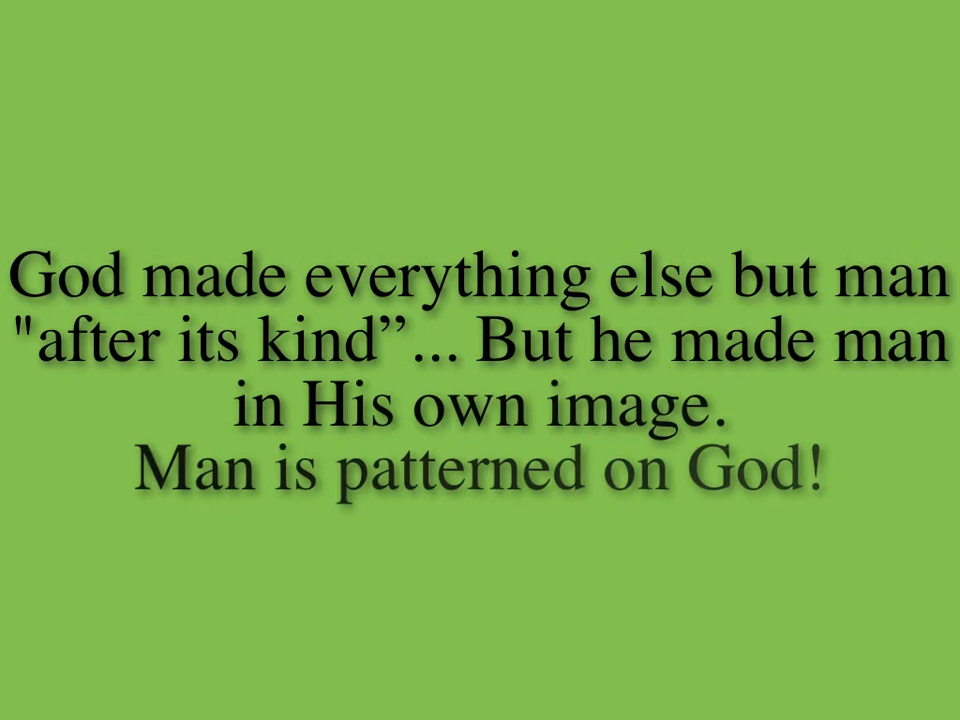 God made everything else but man
"after its kind”... But he made man
in His own image.
Man is patterned on God!